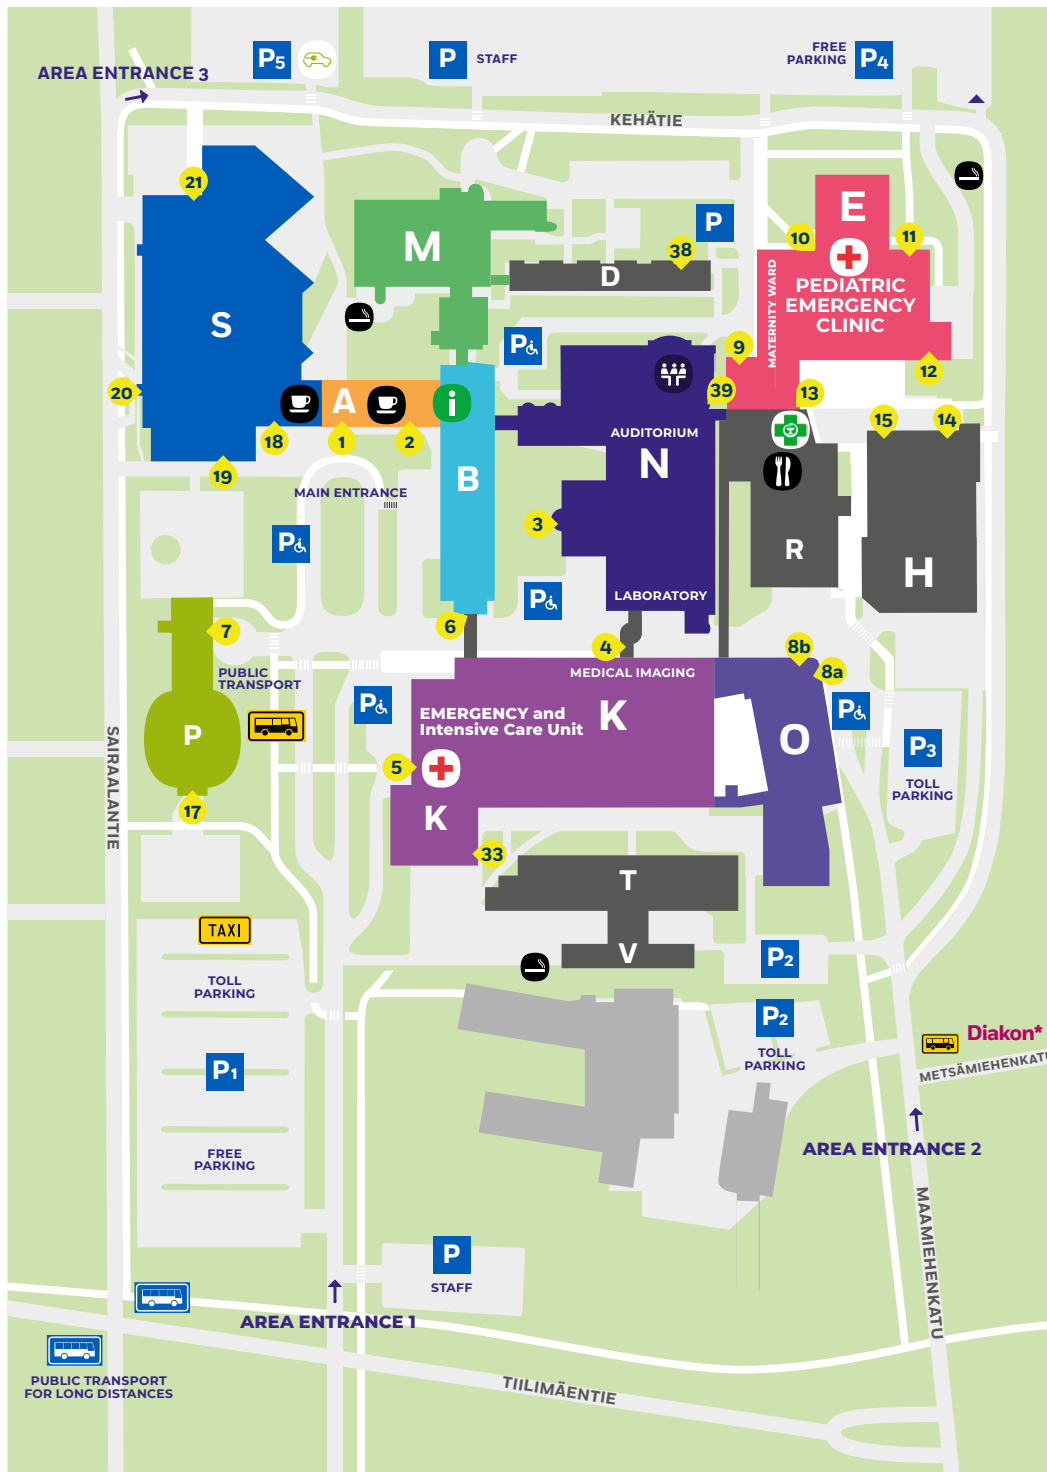 P5
P
STAFF
FREE
PARKING
P4
AREA ENTRANCE 3
KEHÄTIE
21
E
P
10
11
M
38
D
PEDIATRIC
EMERGENCY
CLINIC
MATERNITY WARD
S
P
9
12
20
39
13
A
i
18
1
2
AUDITORIUM
15
14
N
19
B
MAIN ENTRANCE
3
P
R
H
P
LABORATORY
7
6
4
8b
MEDICAL IMAGING
8a
PUBLIC
TRANSPORT
P
EMERGENCY and
Intensive Care Unit
K
P
O
P
P3
SAIRAALANTIE
5
TOLL
PARKING
17
K
33
T
TAXI
V
P2
TOLL
PARKING
P2
Diakon*
TOLL
PARKING
METSÄMIEHENKATU
P1
AREA ENTRANCE 2
FREE
PARKING
MAAMIEHENKATU
P
STAFF
AREA ENTRANCE 1
PUBLIC TRANSPORT
FOR LONG DISTANCES
TIILIMÄENTIE